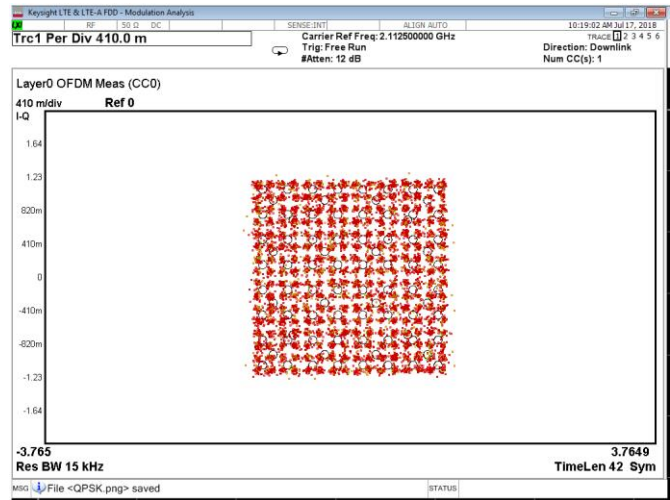 Keysight LTE & LTE-A FDD - Modulation Analysis
RF 50 Ω DC SENSE:INT ALIGN AUTO 10:19:02 AM Jul 17, 2018
Trc1 Per Div 410.0 m
Carrier Ref Freq: 2.112500000 GHz
Trig: Free Run
#Atten: 12 dB
TRACE 1 2 3 4 5 6
Direction: Downlink
Num CC(s): 1
Layer0 OFDM Meas (CC0)
410 m/div Ref 0
I-Q
1.64
1.23
820m
410m
0
-410m
-820m
-1.23
-1.64
-3.765 3.7649
Res BW 15 kHz TimeLen 42 Sym
MSG File <QPSK.png> saved STATUS